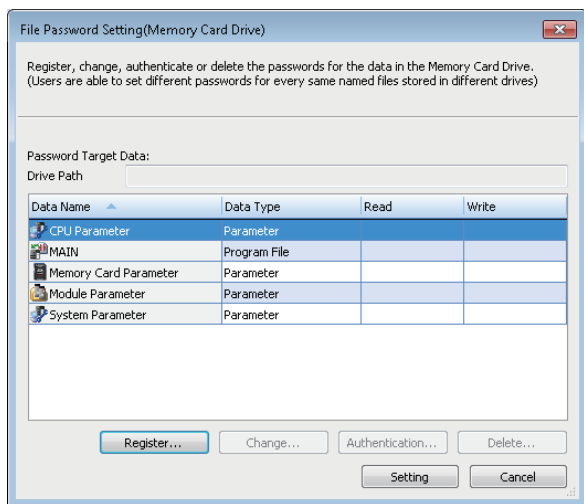 File Password Setting(Memory Card Drive)
Register, change, authenticate or delete the passwords for the data in the Memory Card Drive.
(Users are able to set different passwords for every same named files stored in different drives)
Password Target Data:
Drive Path
Data Name Data Type Read Write
CPU Parameter Parameter
MAIN Program File
Memory Card Parameter Parameter
Module Parameter Parameter
System Parameter Parameter
Register... Change... Authentication... Delete...
Setting Cancel